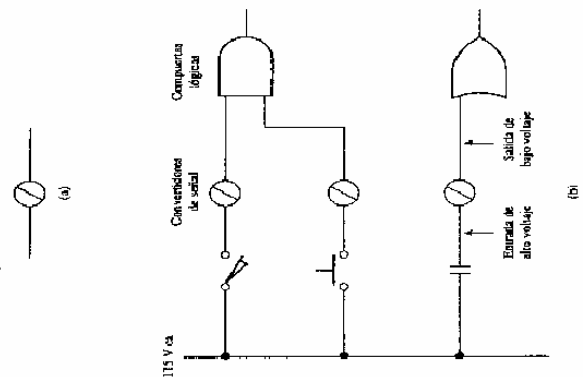 (a)
115 V ca
Convertidores
de señal
Compuertas
lógicas
Entrada de
alto voltaje
Salida de
bajo voltaje
(b)